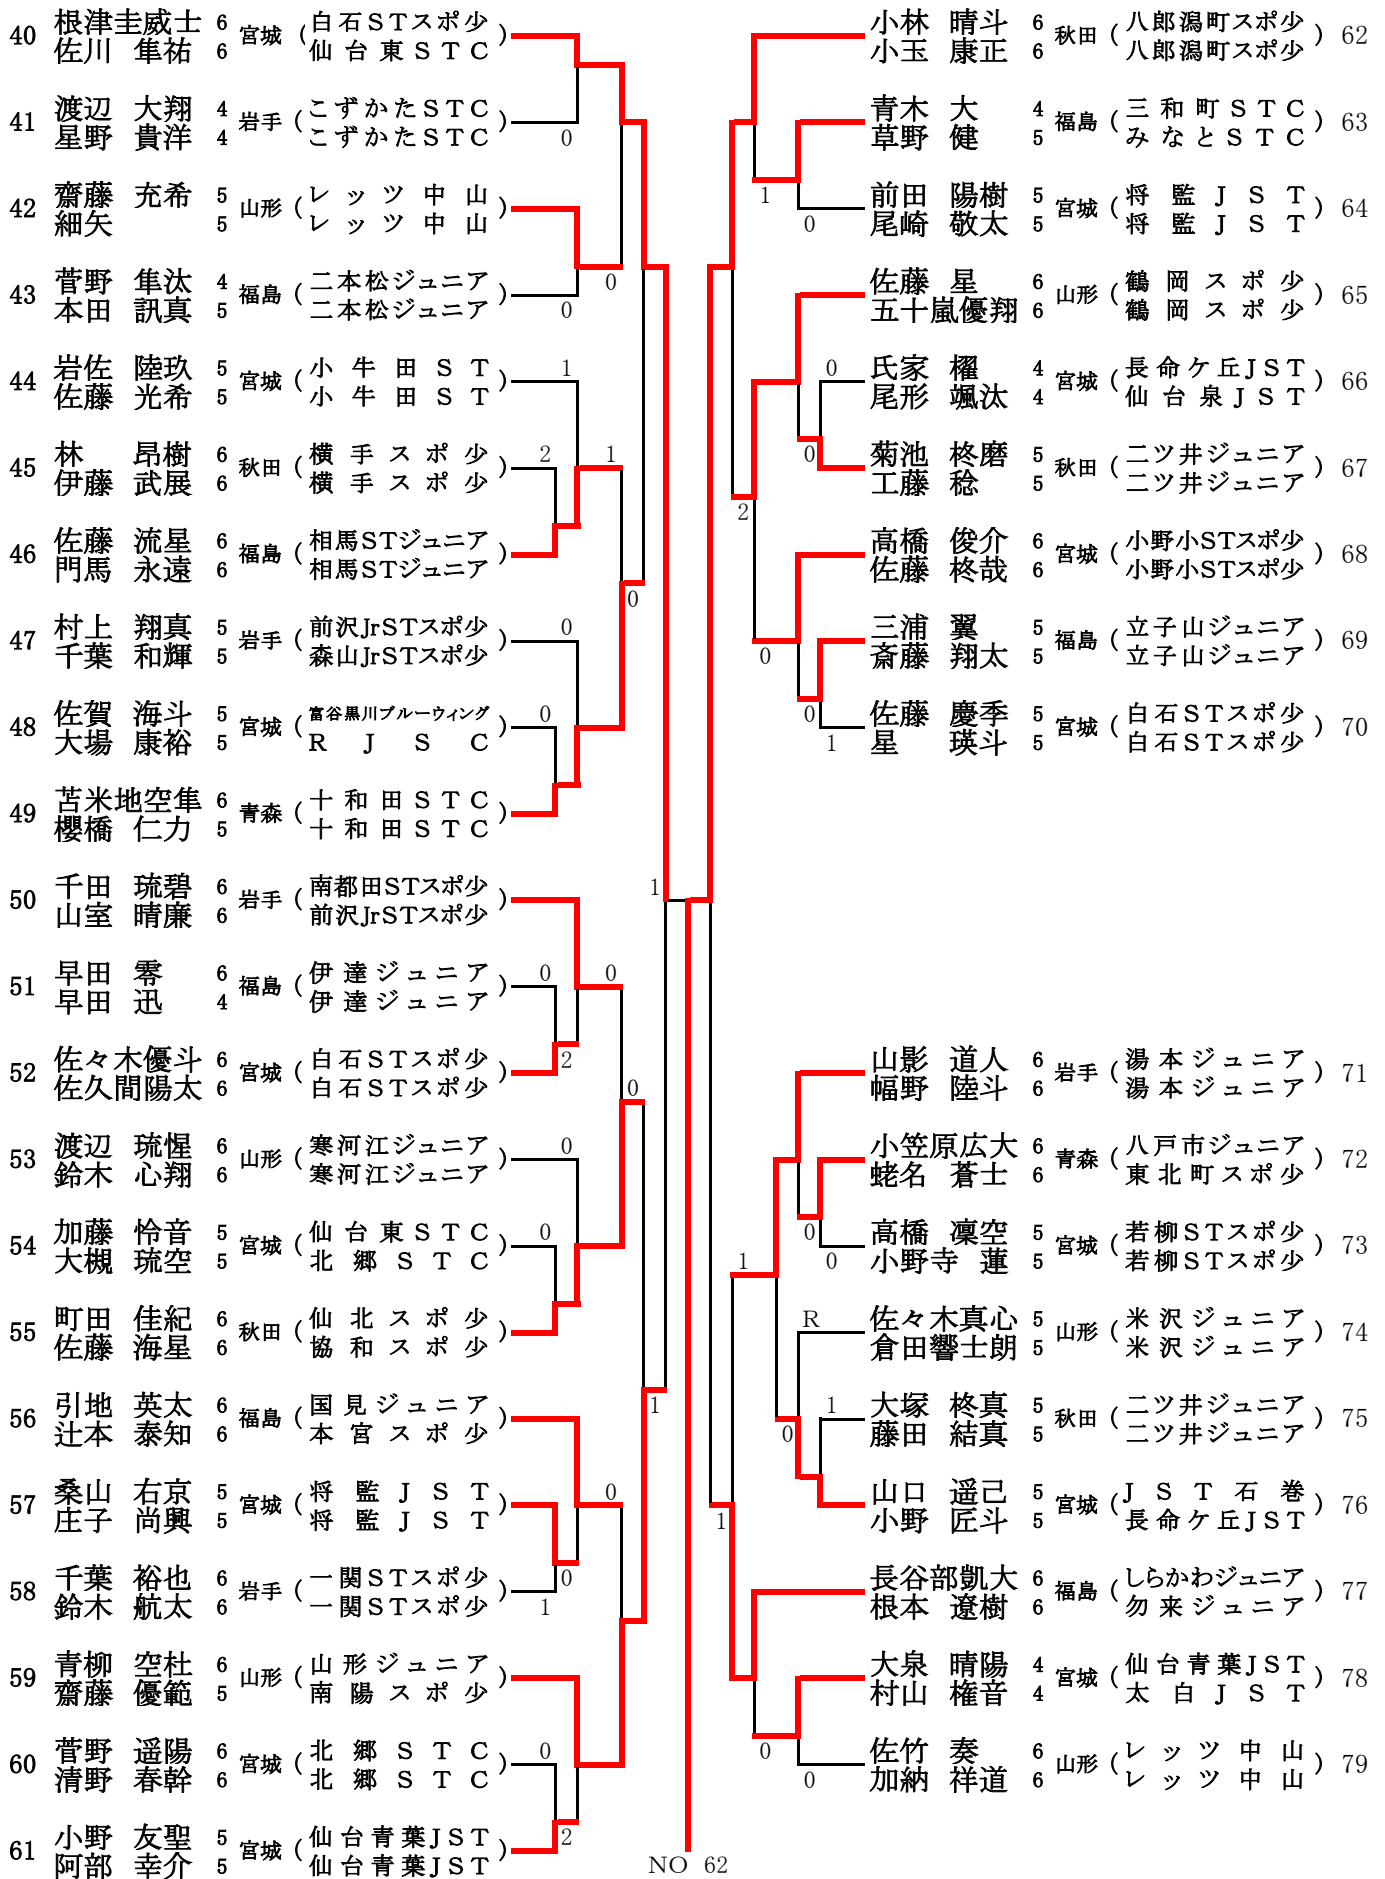 40 根津圭威士 6 宮城 ( 白石STスポ少 )
佐川 隼祐 6 仙台東STC
41 渡辺 大翔 4 岩手 ( こずかたSTC )
星野 貴洋 4 こずかたSTC
0
42 齋藤 充希 5 山形 ( レッツ中山 )
細矢 5 レッツ中山
0
43 菅野 隼汰 4 福島 ( 二本松ジュニア )
本田 訊真 5 二本松ジュニア
0
44 岩佐 陸玖 5 宮城 ( 小牛田ST ) 1
佐藤 光希 5 小牛田ST
45 林 昂樹 6 秋田 ( 横手スポ少 ) 2 1
伊藤 武展 6 横手スポ少
46 佐藤 流星 6 福島 ( 相馬STジュニア )
門馬 永遠 6 相馬STジュニア
0
47 村上 翔真 5 岩手 ( 前沢JrSTスポ少 ) 0
千葉 和輝 5 森山JrSTスポ少
48 佐賀 海斗 5 宮城 ( 富谷黒川ブルーウィング ) 0
大場 康裕 5 RJSC
49 苫米地空隼 6 青森 ( 十和田STC )
櫻橋 仁力 5 十和田STC
50 千田 琉碧 6 岩手 ( 南都田STスポ少 ) 1
山室 晴廉 6 前沢JrSTスポ少
51 早田 零 6 福島 ( 伊達ジュニア ) 0 0
早田 迅 4 伊達ジュニア
52 佐々木優斗 6 宮城 ( 白石STスポ少 ) 2
佐久間陽太 6 白石STスポ少 0
53 渡辺 琉惺 6 山形 ( 寒河江ジュニア ) 0
鈴木 心翔 6 寒河江ジュニア
54 加藤 怜音 5 宮城 ( 仙台東STC ) 0
大槻 琉空 5 北郷STC
55 町田 佳紀 6 秋田 ( 仙北スポ少 )
佐藤 海星 6 協和スポ少
56 引地 英太 6 福島 ( 国見ジュニア ) 1
辻本 泰知 6 本宮スポ少
57 桑山 右京 5 宮城 ( 将監JST ) 0
庄子 尚興 5 将監JST
58 千葉 裕也 6 岩手 ( 一関STスポ少 ) 0
鈴木 航太 6 一関STスポ少 1
59 青柳 空杜 6 山形 ( 山形ジュニア )
齋藤 優範 5 南陽スポ少
60 菅野 遥陽 6 宮城 ( 北郷STC ) 0
清野 春幹 6 北郷STC
61 小野 友聖 5 宮城 ( 仙台青葉JST ) 2
阿部 幸介 5 仙台青葉JST
NO 62
小林 晴斗 6 秋田 ( 八郎潟町スポ少 ) 62
小玉 康正 6 八郎潟町スポ少
青木 大 4 福島 ( 三和町STC ) 63
草野 健 5 みなとSTC
1 前田 陽樹 5 宮城 ( 将監JST ) 64
0 尾崎 敬太 5 将監JST
佐藤 星 6 山形 ( 鶴岡スポ少 ) 65
五十嵐優翔 6 鶴岡スポ少
0 氏家 櫂 4 宮城 ( 長命ケ丘JST ) 66
尾形 颯汰 4 仙台泉JST
0 菊池 柊磨 5 秋田 ( 二ツ井ジュニア ) 67
工藤 稔 5 二ツ井ジュニア
2
高橋 俊介 6 宮城 ( 小野小STスポ少 ) 68
佐藤 柊哉 6 小野小STスポ少
三浦 翼 5 福島 ( 立子山ジュニア ) 69
0 斎藤 翔太 5 立子山ジュニア
0 佐藤 慶季 5 宮城 ( 白石STスポ少 ) 70
1 星 瑛斗 5 白石STスポ少
山影 道人 6 岩手 ( 湯本ジュニア ) 71
幅野 陸斗 6 湯本ジュニア
小笠原広大 6 青森 ( 八戸市ジュニア ) 72
蛯名 蒼士 6 東北町スポ少
0 高橋 凜空 5 宮城 ( 若柳STスポ少 ) 73
1 0 小野寺 蓮 5 若柳STスポ少
R 佐々木真心 5 山形 ( 米沢ジュニア ) 74
倉田響士朗 5 米沢ジュニア
1 大塚 柊真 5 秋田 ( 二ツ井ジュニア ) 75
0 藤田 結真 5 二ツ井ジュニア
山口 遥己 5 宮城 ( JST石巻 ) 76
1 小野 匠斗 5 長命ケ丘JST
長谷部凱大 6 福島 ( しらかわジュニア ) 77
根本 遼樹 6 勿来ジュニア
大泉 晴陽 4 宮城 ( 仙台青葉JST ) 78
村山 権音 4 太白JST
0 佐竹 奏 6 山形 ( レッツ中山 ) 79
0 加納 祥道 6 レッツ中山